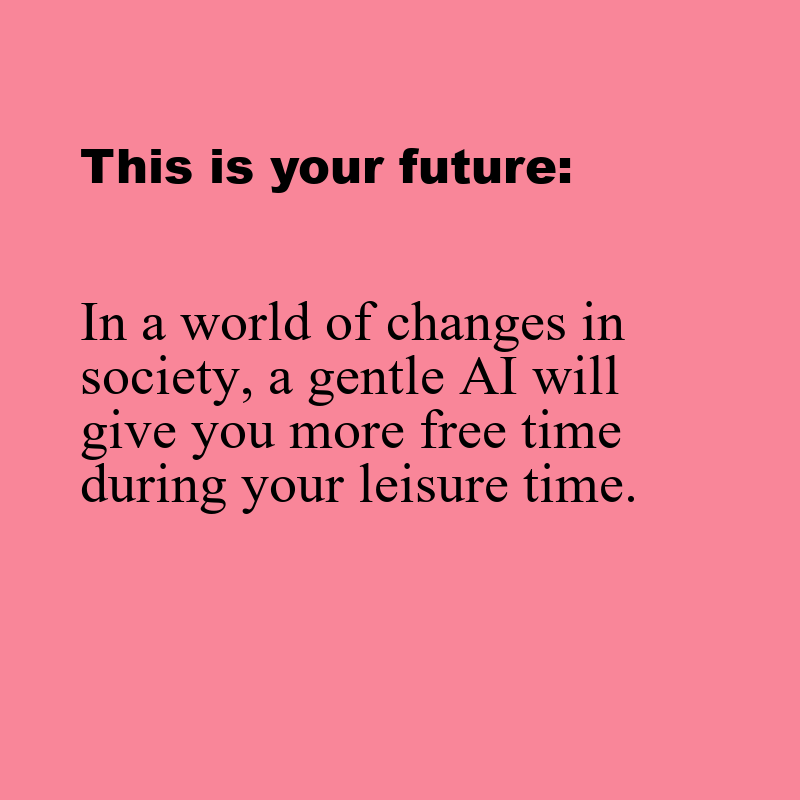 This is your future:
In a world of changes in
society, a gentle AI will
give you more free time
during your leisure time.